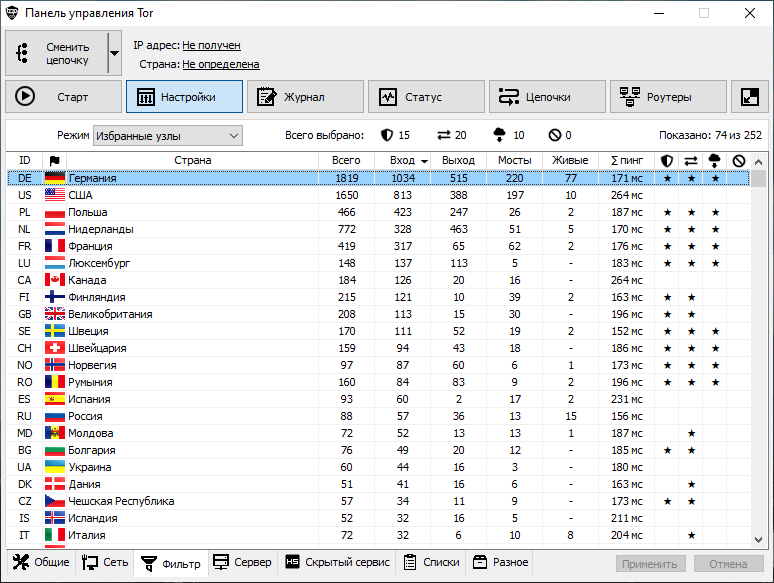 Панель управления Tor
Сменить цепочку
IP адрес: Не получен
Страна: Не определена
Старт Настройки Журнал Статус Цепочки Роутеры
Режим Избранные узлы Всего выбрано: 15 20 10 0 Показано: 74 из 252
ID Страна Всего Вход Выход Мосты Живые Σ пинг
DE Германия 1819 1034 515 220 77 171 мс ★ ★ ★
US США 1650 813 388 197 10 264 мс
PL Польша 466 423 247 26 2 187 мс ★ ★ ★
NL Нидерланды 772 328 463 51 5 170 мс ★ ★ ★
FR Франция 419 317 65 62 2 176 мс ★ ★ ★
LU Люксембург 148 137 113 5 - 183 мс ★ ★ ★
CA Канада 184 126 20 16 - 264 мс
FI Финляндия 215 121 10 39 2 163 мс ★ ★
GB Великобритания 208 113 15 30 - 196 мс ★ ★
SE Швеция 170 111 52 19 2 152 мс ★ ★ ★
CH Швейцария 159 94 43 18 - 186 мс ★ ★ ★
NO Норвегия 97 87 60 6 1 173 мс ★ ★ ★
RO Румыния 160 84 83 9 2 196 мс ★ ★ ★
ES Испания 93 60 2 17 2 231 мс
RU Россия 88 57 36 13 15 156 мс
MD Молдова 72 52 13 13 1 187 мс ★
BG Болгария 76 49 20 12 - 185 мс ★ ★
UA Украина 60 44 16 3 - 180 мс
DK Дания 51 41 16 6 - 163 мс ★
CZ Чешская Республика 57 34 11 9 - 173 мс ★ ★
IS Исландия 52 32 16 5 - 211 мс
IT Италия 72 32 6 10 8 204 мс ★
Общие Сеть Фильтр Сервер HS Скрытый сервис Списки Разное Применить Отмена